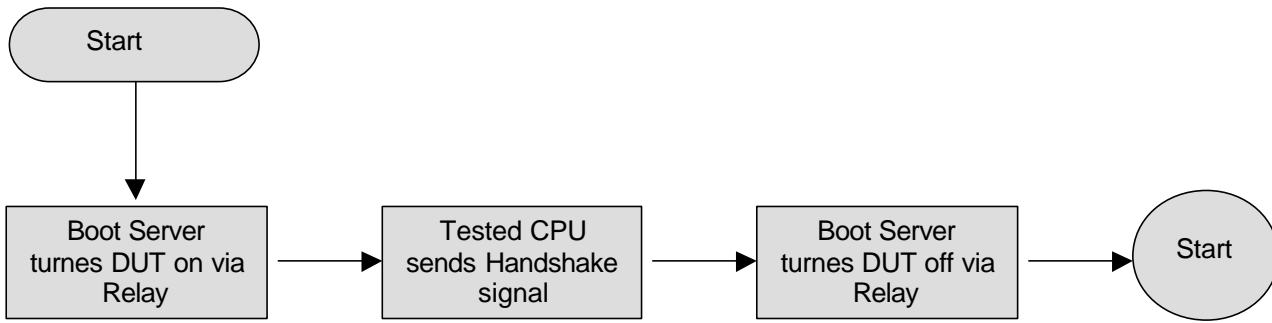 Start
Boot Server
turnes DUT on via
Relay
Tested CPU
sends Handshake
signal
Boot Server
turnes DUT off via
Relay
Start